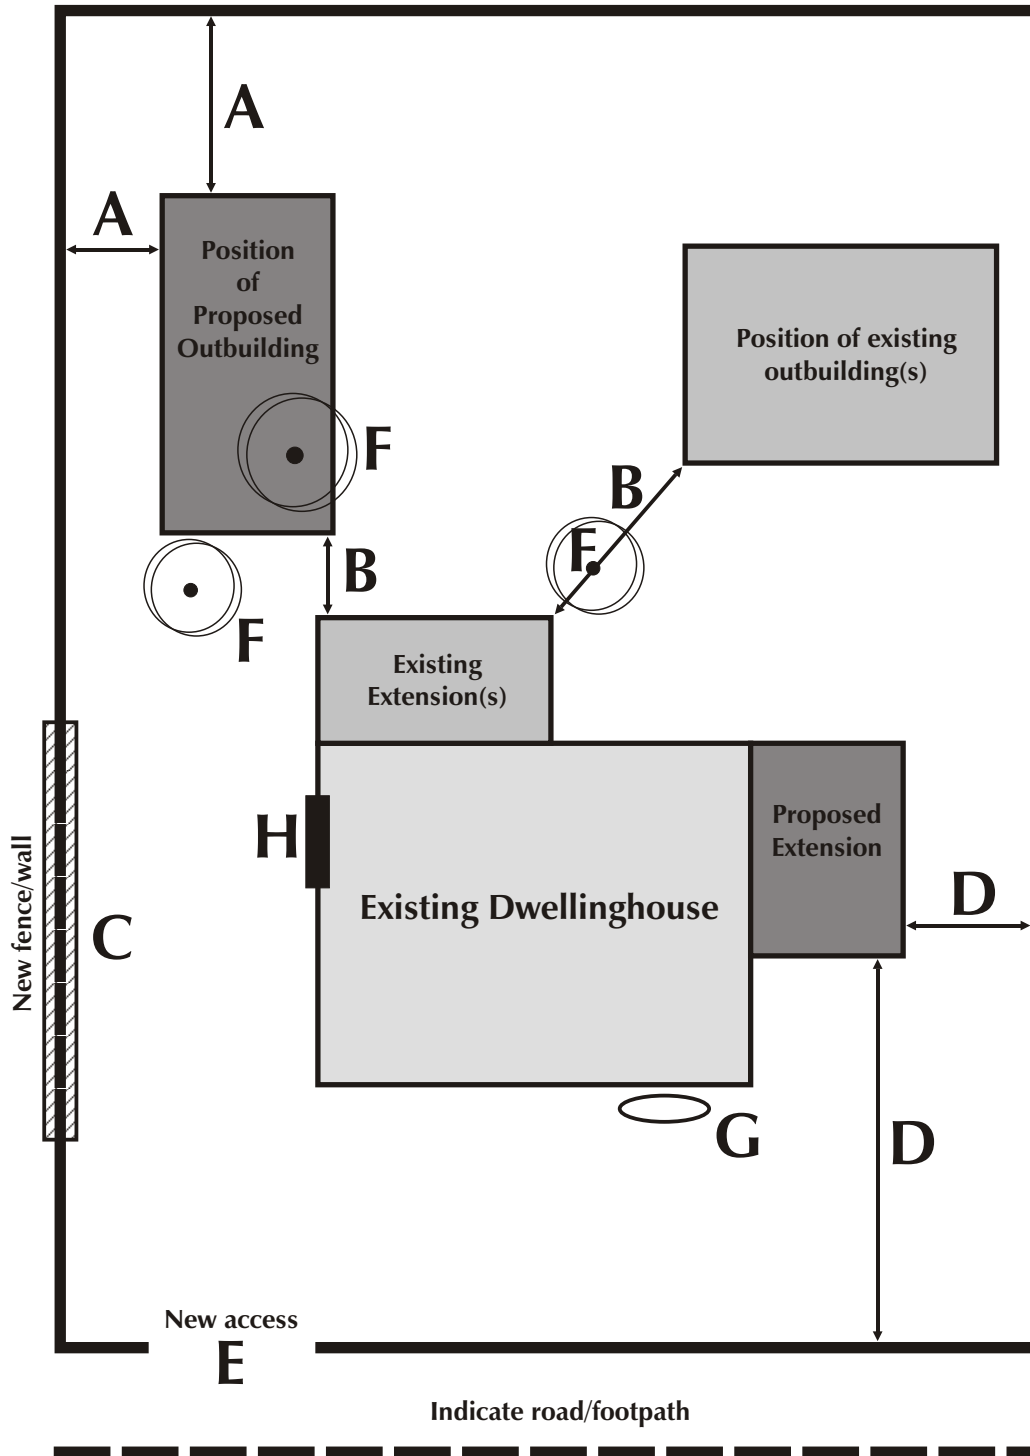 A
A
Position
of
Proposed
Outbuilding
Position of existing
outbuilding(s)
F
B
F
B
F
Existing
Extension(s)
H
Proposed
Extension
Existing Dwellinghouse
D
New fence/wall
C
G
D
New access
E
Indicate road/footpath